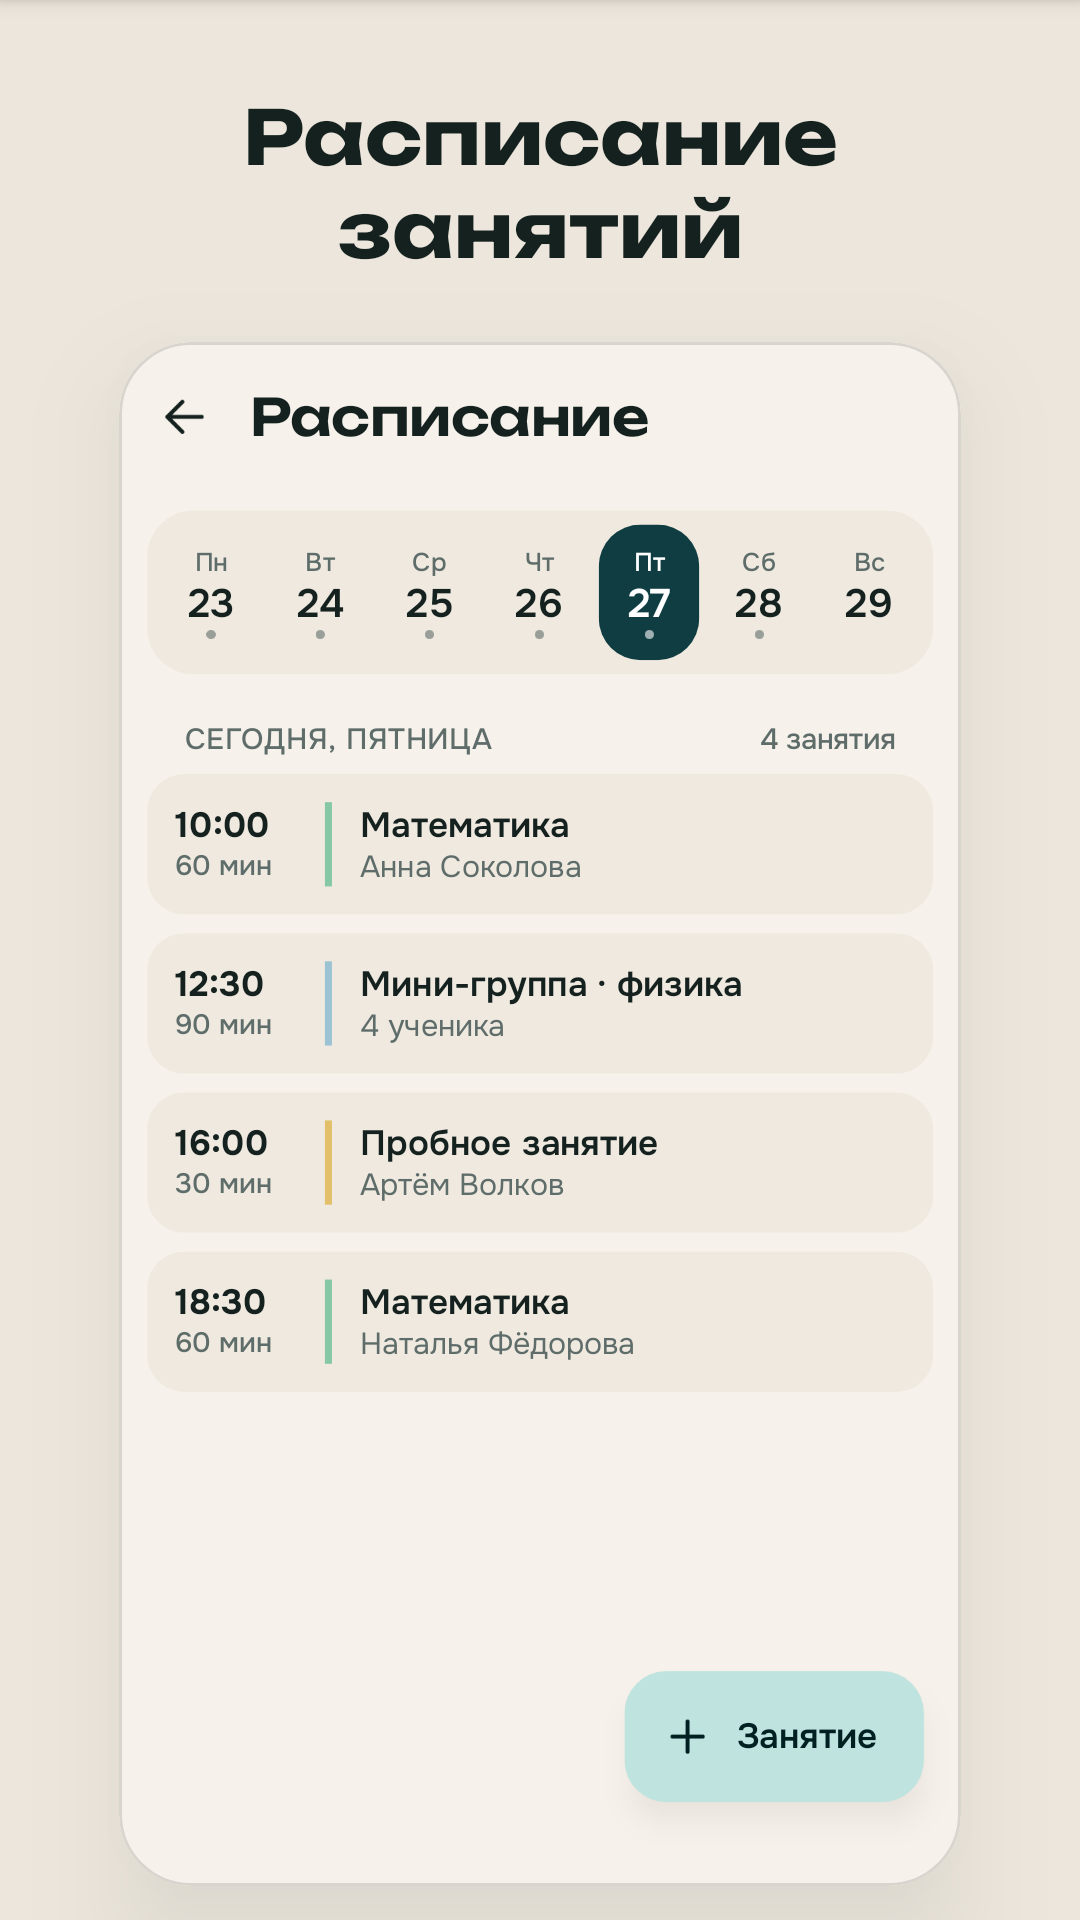 Расписание
занятий
Расписание
Пн Вт Ср Чт Пт Сб Вс
23 24 25 26 27 28 29
СЕГОДНЯ, ПЯТНИЦА 4 занятия
10:00 Математика
60 мин Анна Соколова
12:30 Мини-группа · физика
90 мин 4 ученика
16:00 Пробное занятие
30 мин Артём Волков
18:30 Математика
60 мин Наталья Фёдорова
+ Занятие